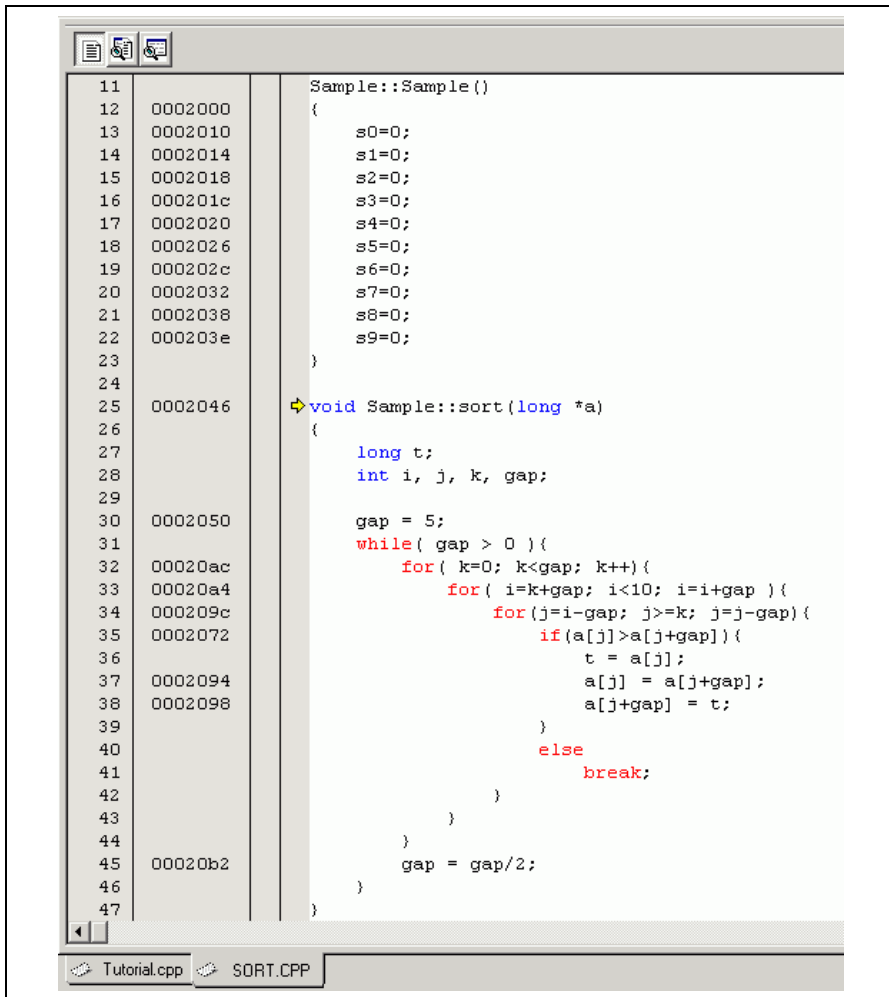 11 Sample::Sample()
12 0002000 {
13 0002010 s0=0;
14 0002014 s1=0;
15 0002018 s2=0;
16 000201c s3=0;
17 0002020 s4=0;
18 0002026 s5=0;
19 000202c s6=0;
20 0002032 s7=0;
21 0002038 s8=0;
22 000203e s9=0;
23 }
24
25 0002046 void Sample::sort(long *a)
26 {
27 long t;
28 int i, j, k, gap;
29
30 0002050 gap = 5;
31 while( gap > 0 ){
32 00020ac for( k=0; k<gap; k++){
33 00020a4 for( i=k+gap; i<10; i=i+gap ){
34 000209c for(j=i-gap; j>=k; j=j-gap){
35 0002072 if(a[j]>a[j+gap]){
36 t = a[j];
37 0002094 a[j] = a[j+gap];
38 0002098 a[j+gap] = t;
39 }
40 else
41 break;
42 }
43 }
44 }
45 00020b2 gap = gap/2;
46 }
47 }
Tutorial.cpp SORT.CPP